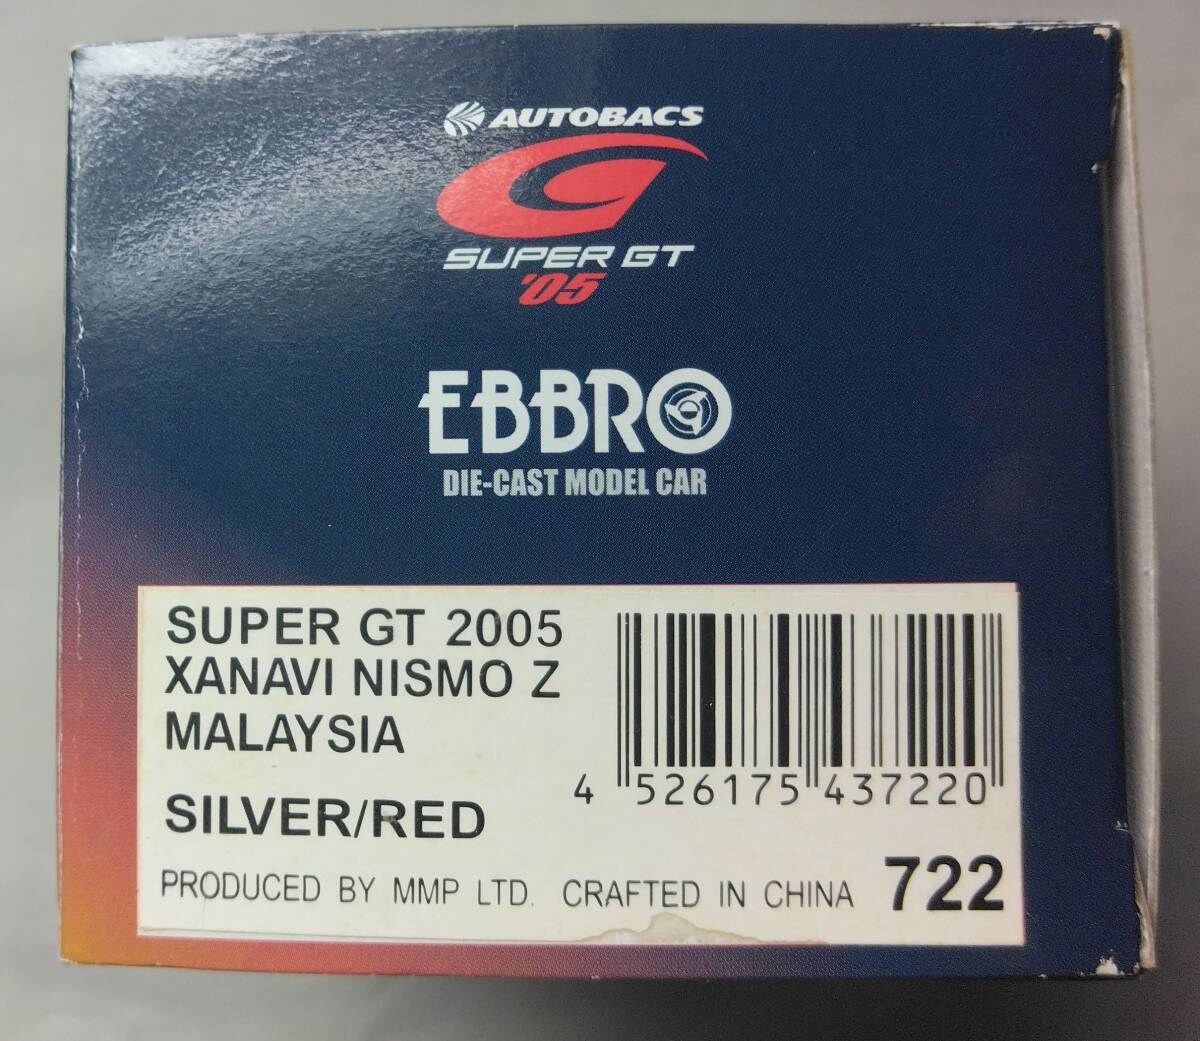 AUTOBACS
SUPER GT
'05
EBBRO
DIE-CAST MODEL CAR
SUPER GT 2005
XANAVI NISMO Z
MALAYSIA
SILVER/RED
4 526175 437220
PRODUCED BY MMP LTD. CRAFTED IN CHINA 722